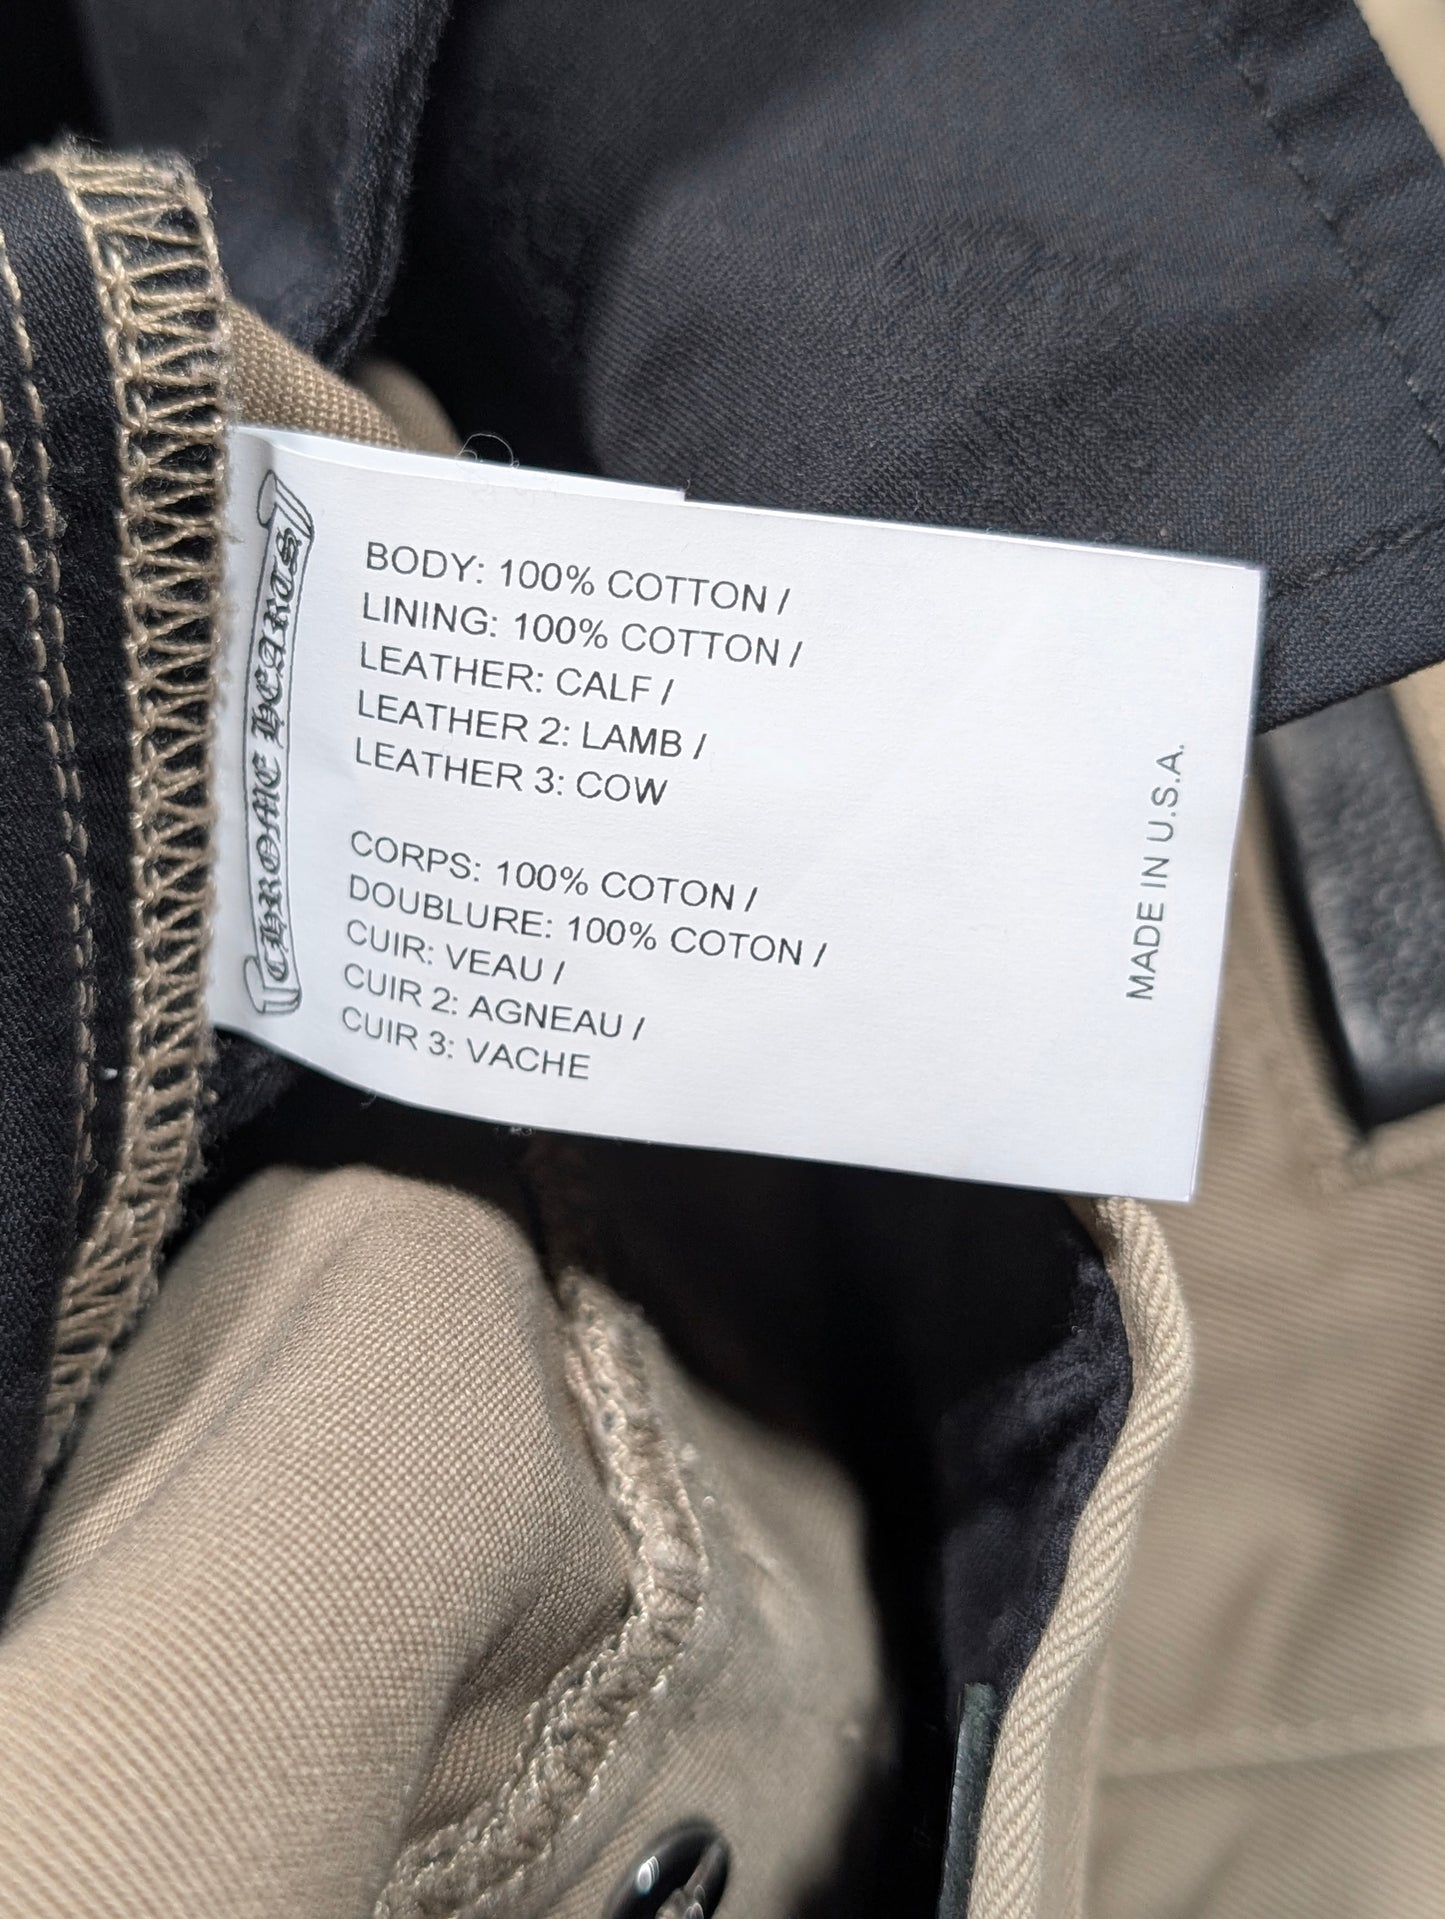 CHROME HEARTS
BODY: 100% COTTON /
LINING: 100% COTTON /
LEATHER: CALF /
LEATHER 2: LAMB /
LEATHER 3: COW
CORPS: 100% COTON /
DOUBLURE: 100% COTON /
CUIR: VEAU /
CUIR 2: AGNEAU /
CUIR 3: VACHE
MADE IN U.S.A.